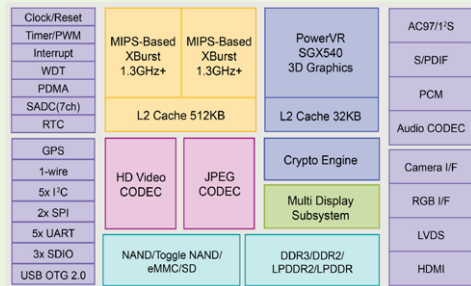 Clock/Reset
Timer/PWM
Interrupt
WDT
PDMA
SADC(7ch)
RTC
GPS
1-wire
5x I²C
2x SPI
5x UART
3x SDIO
USB OTG 2.0
MIPS-Based
XBurst
1.3GHz+
MIPS-Based
XBurst
1.3GHz+
L2 Cache 512KB
PowerVR
SGX540
3D Graphics
L2 Cache 32KB
HD Video
CODEC
JPEG
CODEC
Crypto Engine
Multi Display
Subsystem
NAND/Toggle NAND/
eMMC/SD
DDR3/DDR2/
LPDDR2/LPDDR
AC97/1²S
S/PDIF
PCM
Audio CODEC
Camera I/F
RGB I/F
LVDS
HDMI